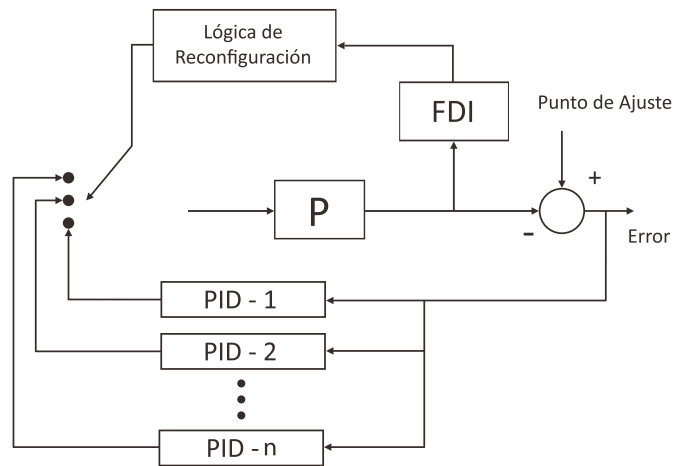 Lógica de
Reconfiguración
FDI
Punto de Ajuste
P
+
-
Error
PID - 1
PID - 2
PID - n